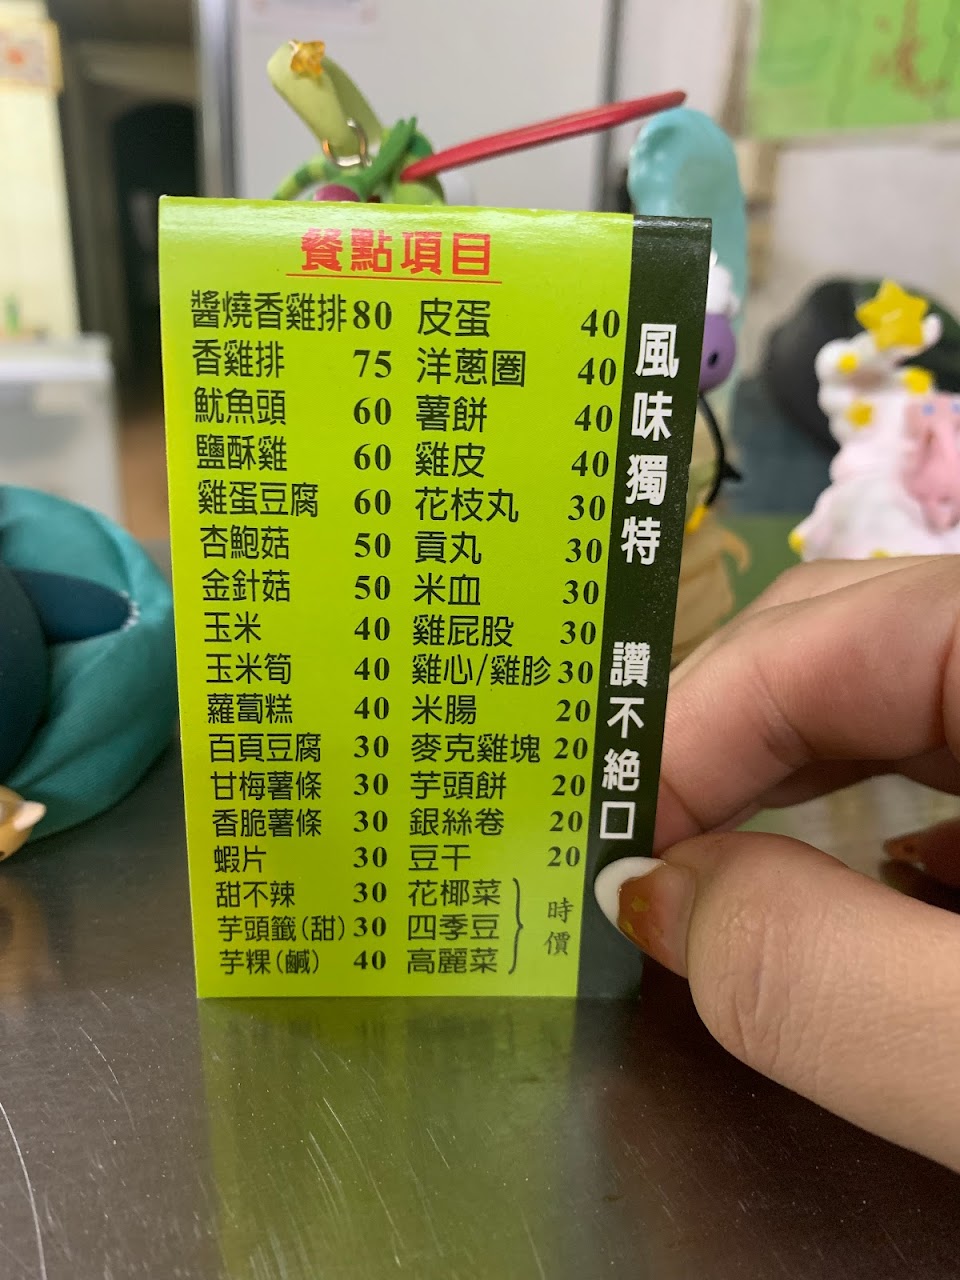 餐點項目
醬燒香雞排 80
香雞排 75
魷魚頭 60
鹽酥雞 60
雞蛋豆腐 60
杏鮑菇 50
金針菇 50
玉米 40
玉米筍 40
蘿蔔糕 40
百頁豆腐 30
甘梅薯條 30
香脆薯條 30
蝦片 30
甜不辣 30
芋頭籤(甜) 30
芋粿(鹹) 40
皮蛋 40
洋蔥圈 40
薯餅 40
雞皮 40
花枝丸 30
貢丸 30
米血 30
雞屁股 30
雞心/雞胗 30
米腸 20
麥克雞塊 20
芋頭餅 20
銀絲卷 20
豆干 20
花椰菜
四季豆
高麗菜
時價
風味獨特 讚不絕口